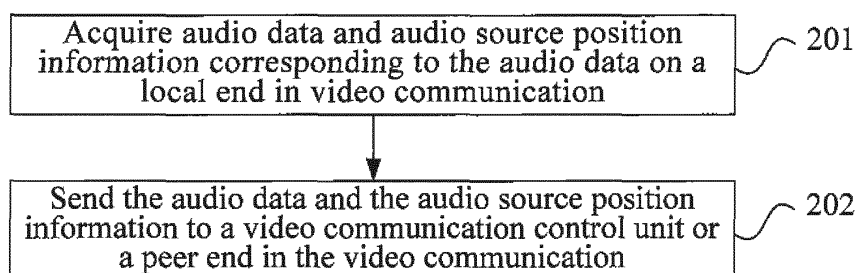 Acquire audio data and audio source position
information corresponding to the audio data on a
local end in video communication
201
Send the audio data and the audio source position
information to a video communication control unit or
a peer end in the video communication
202